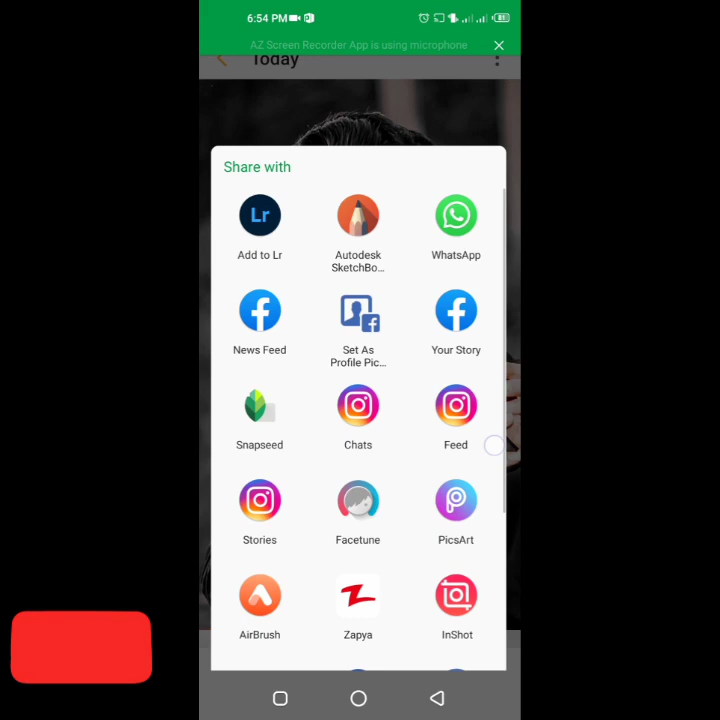 6:54 PM
AZ Screen Recorder App is using microphone
Today
Share with
Lr
Add to Lr
Autodesk
SketchBo...
WhatsApp
News Feed
Set As
Profile Pic...
Your Story
Snapseed
Chats
Feed
Stories
Facetune
PicsArt
AirBrush
Zapya
InShot